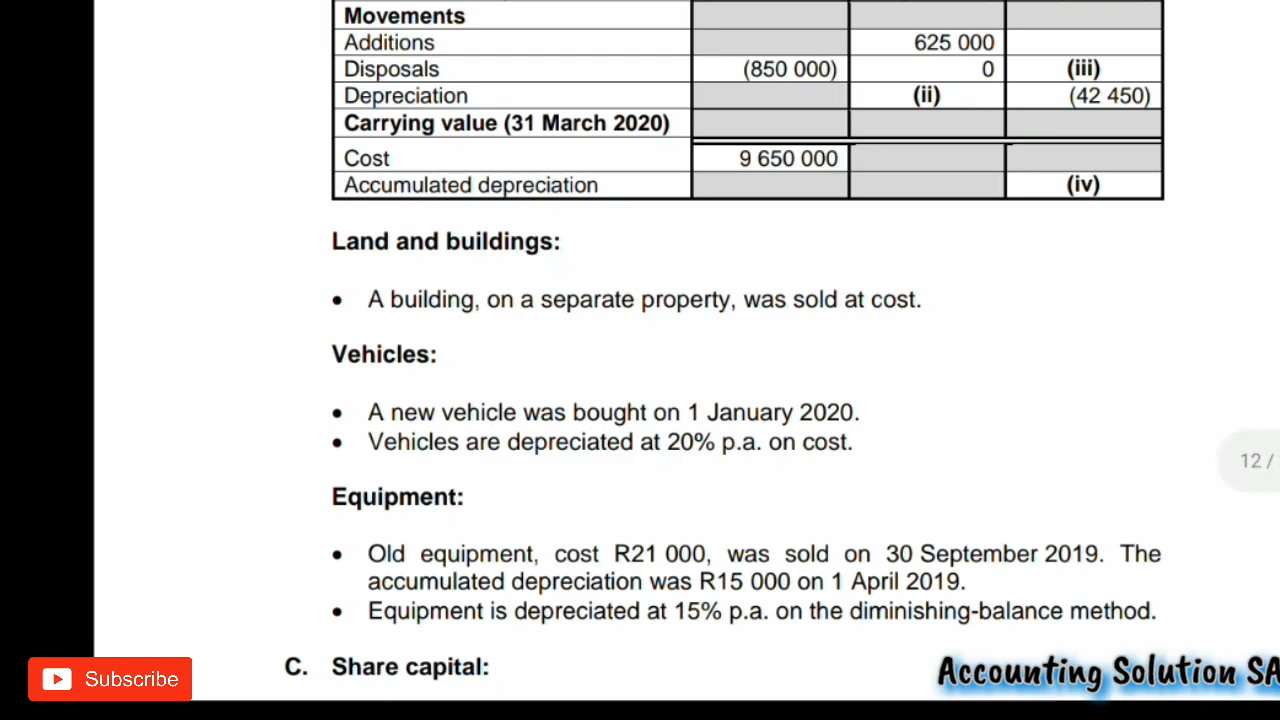 Movements
Additions 625 000
Disposals (850 000) 0 (iii)
Depreciation (ii) (42 450)
Carrying value (31 March 2020)
Cost 9 650 000
Accumulated depreciation (iv)
Land and buildings:
• A building, on a separate property, was sold at cost.
Vehicles:
• A new vehicle was bought on 1 January 2020.
• Vehicles are depreciated at 20% p.a. on cost.
12 /
Equipment:
• Old equipment, cost R21 000, was sold on 30 September 2019. The
accumulated depreciation was R15 000 on 1 April 2019.
• Equipment is depreciated at 15% p.a. on the diminishing-balance method.
C. Share capital:
Subscribe
Accounting Solution SA